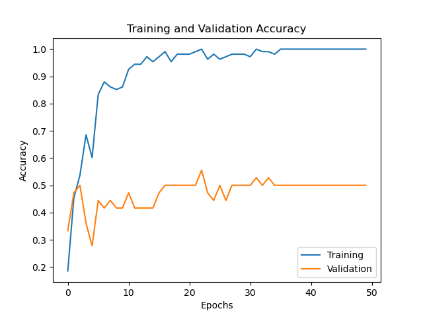 Training and Validation Accuracy
1.0
0.9
0.8
0.7
0.6
0.5
0.4
0.3
0.2
Accuracy
0 10 20 30 40 50
Epochs
Training
Validation